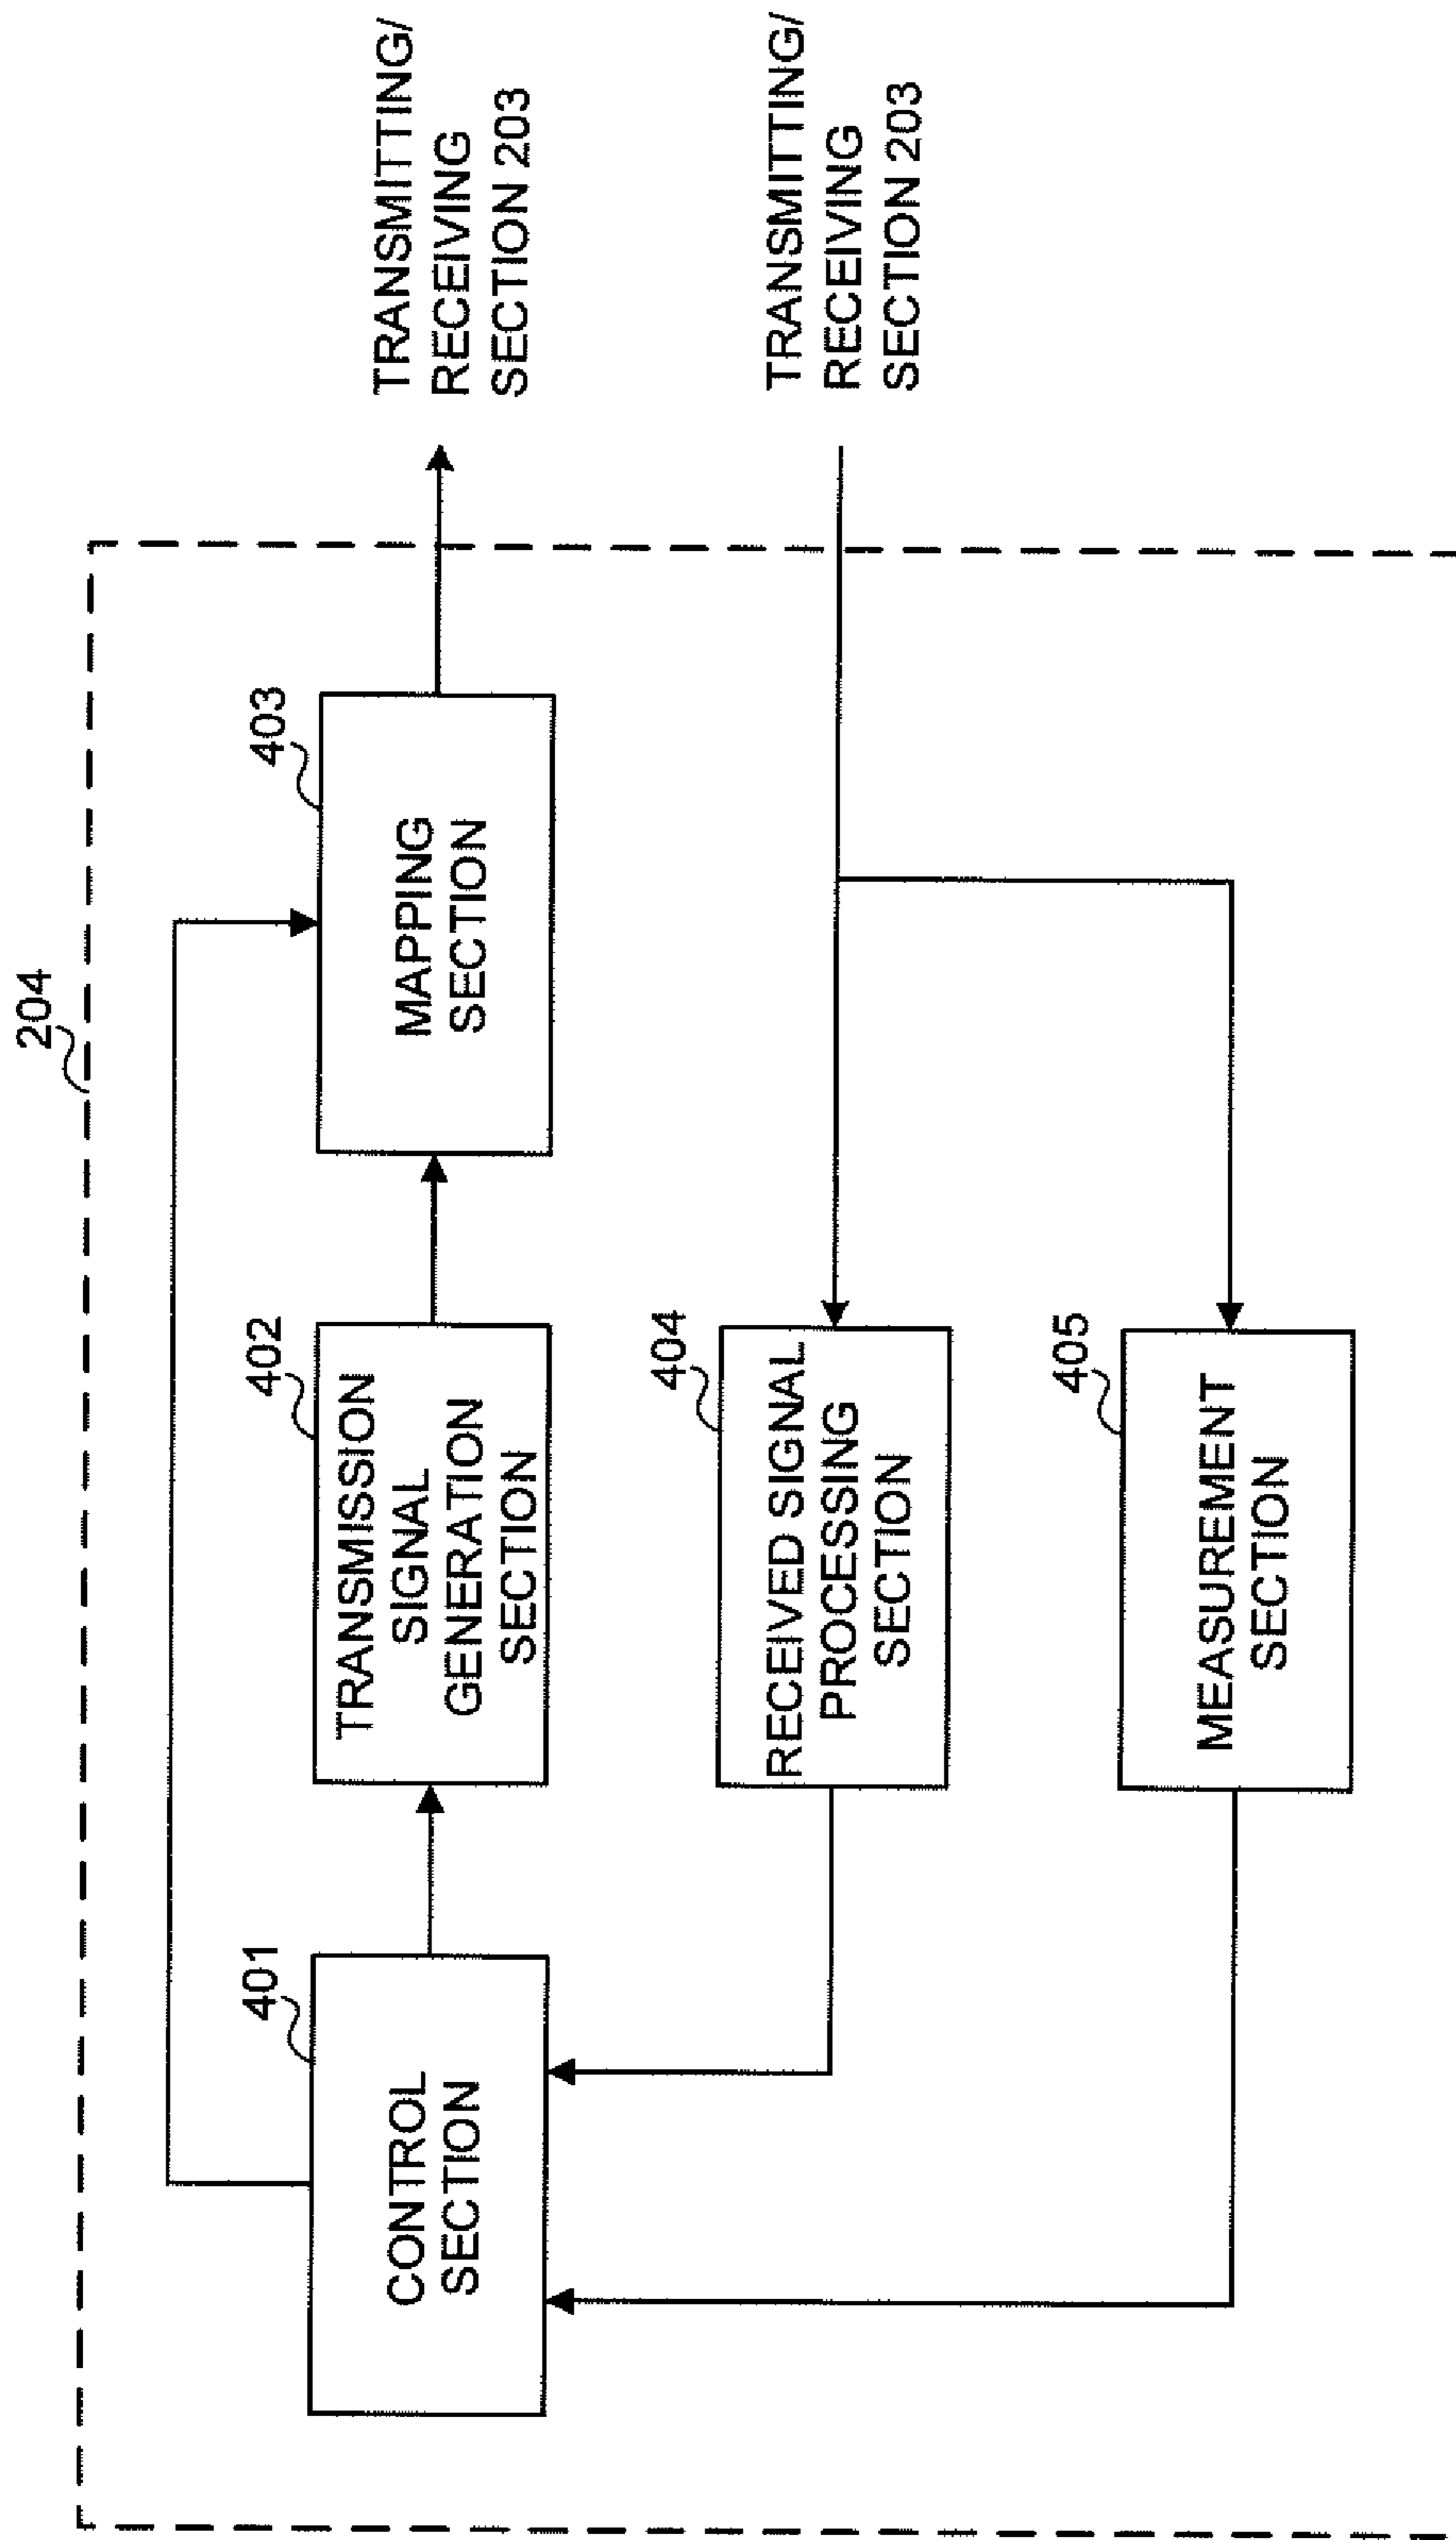 204
401
CONTROL
SECTION
402
TRANSMISSION
SIGNAL
GENERATION
SECTION
403
MAPPING
SECTION
TRANSMITTING/
RECEIVING
SECTION 203
404
RECEIVED SIGNAL
PROCESSING
SECTION
TRANSMITTING/
RECEIVING
SECTION 203
405
MEASUREMENT
SECTION